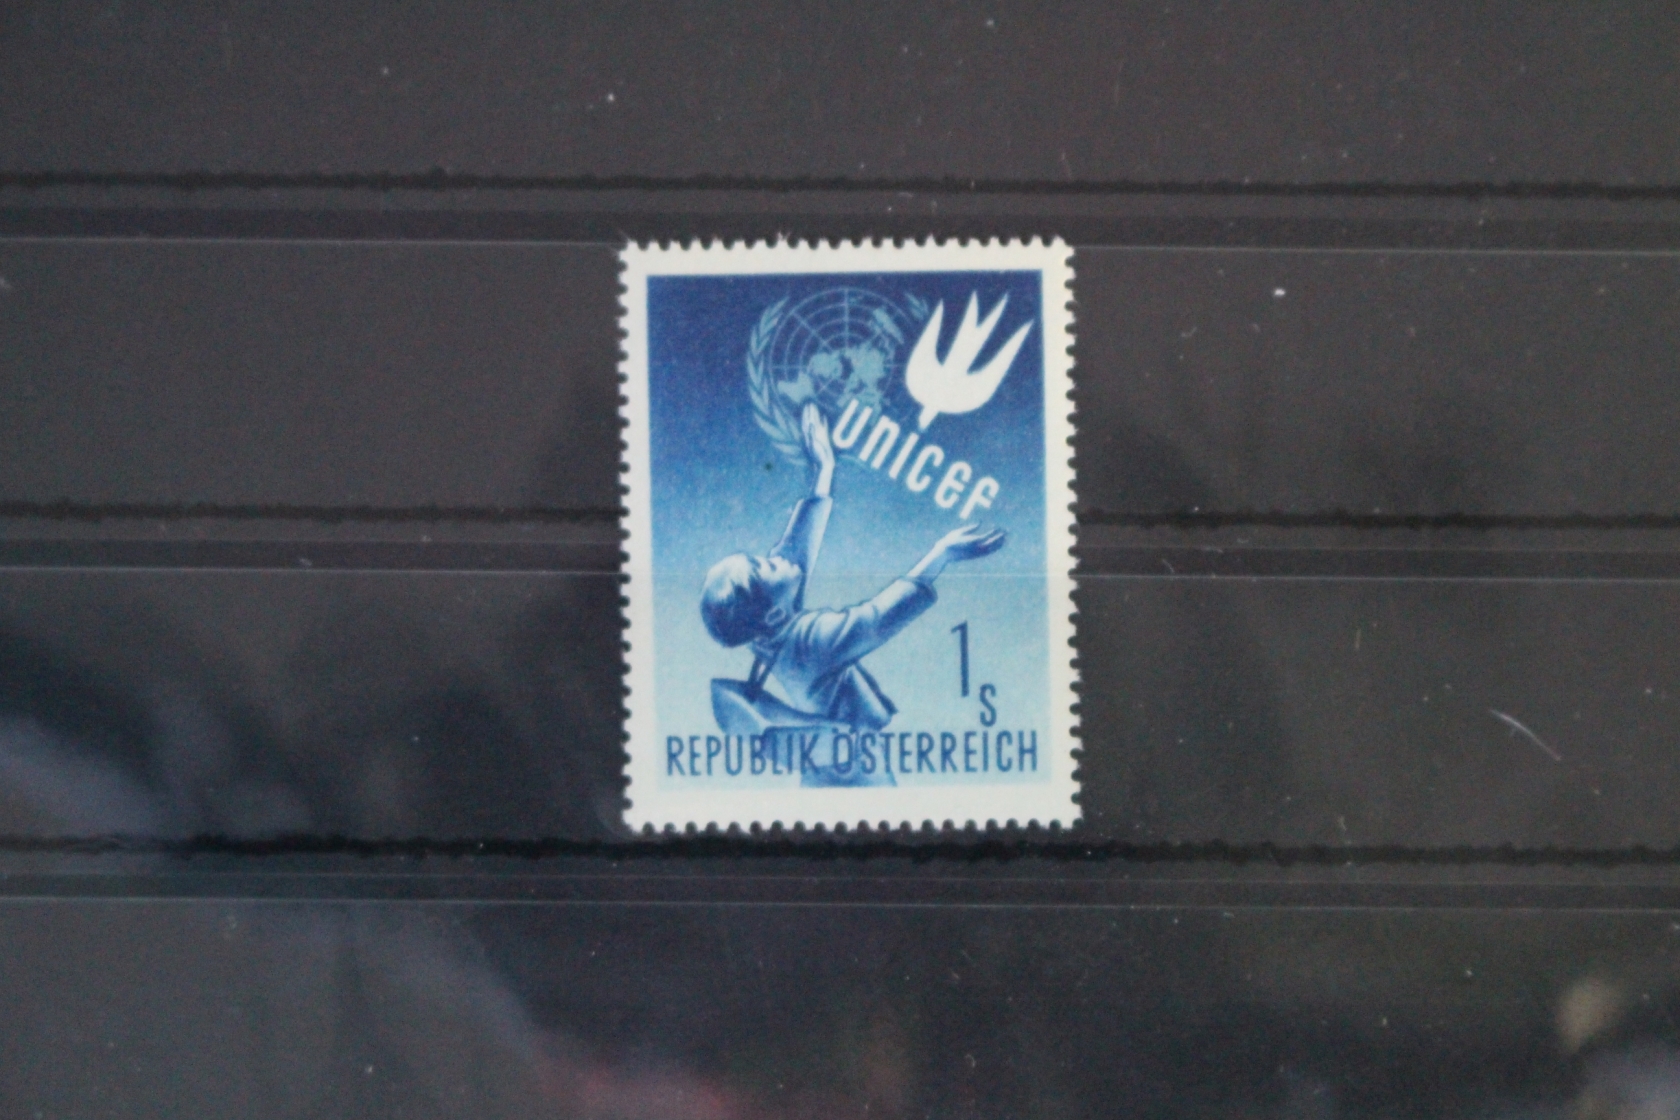 unicef
1
S
REPUBLIK ÖSTERREICH